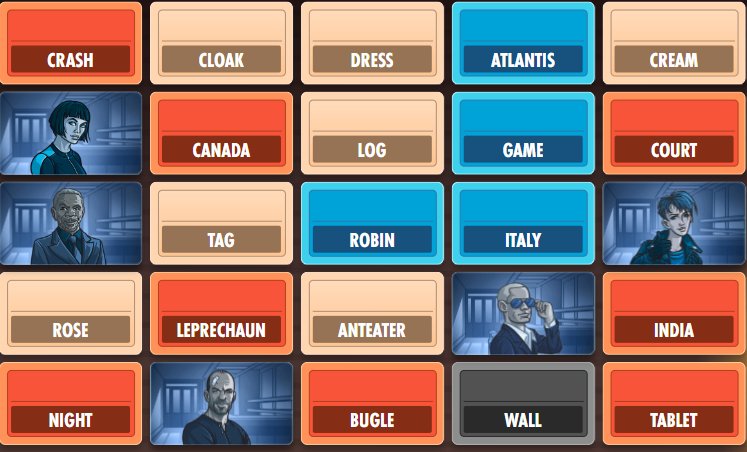 CRASH
CLOAK
DRESS
ATLANTIS
CREAM
CANADA
LOG
GAME
COURT
TAG
ROBIN
ITALY
ROSE
LEPRECHAUN
ANTEATER
INDIA
NIGHT
BUGLE
WALL
TABLET